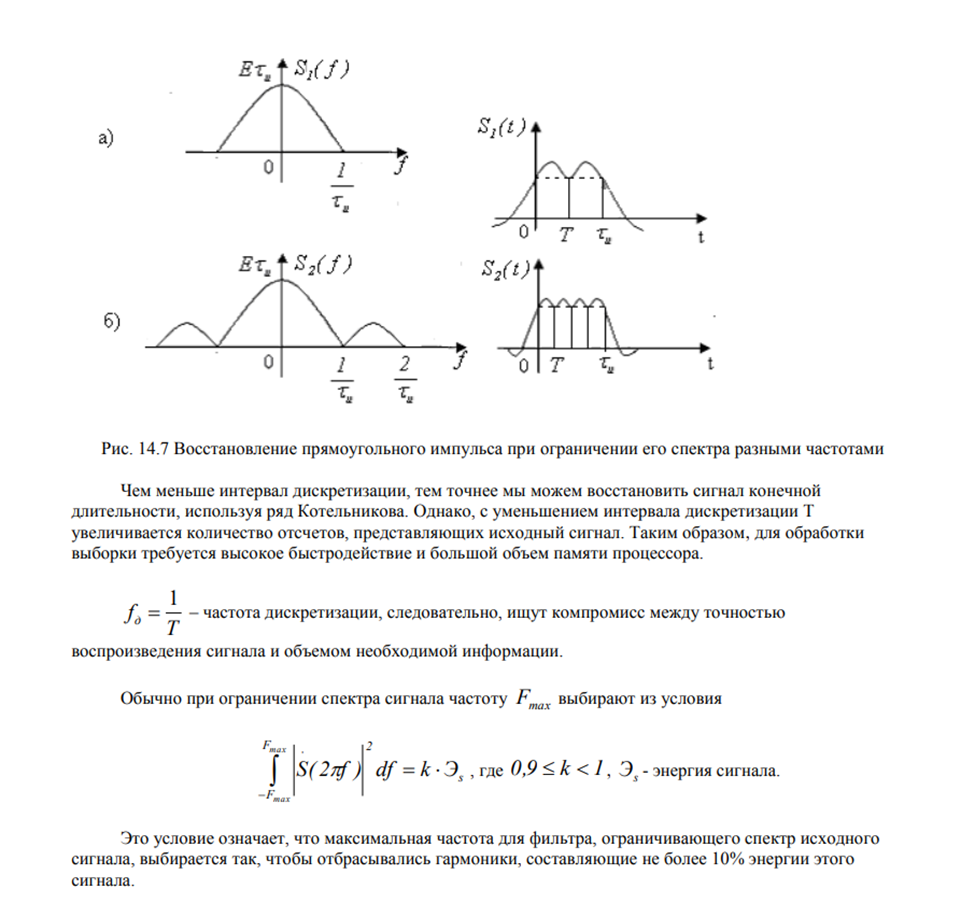 Eτи S1(f)
а)
0 1/τи f
S1(t)
0 T τи t
Eτи S2(f)
б)
0 1/τи 2/τи f
S2(t)
0 T τи t
Рис. 14.7 Восстановление прямоугольного импульса при ограничении его спектра разными частотами
Чем меньше интервал дискретизации, тем точнее мы можем восстановить сигнал конечной
длительности, используя ряд Котельникова. Однако, с уменьшением интервала дискретизации Т
увеличивается количество отсчетов, представляющих исходный сигнал. Таким образом, для обработки
выборки требуется высокое быстродействие и большой объем памяти процессора.
fд = 1/T – частота дискретизации, следовательно, ищут компромисс между точностью
воспроизведения сигнала и объемом необходимой информации.
Обычно при ограничении спектра сигнала частоту Fmax выбирают из условия
∫_{−Fmax}^{Fmax} |Ṡ(2πf)|² df = k · Эs , где 0,9 ≤ k < 1, Эs - энергия сигнала.
Это условие означает, что максимальная частота для фильтра, ограничивающего спектр исходного
сигнала, выбирается так, чтобы отбрасывались гармоники, составляющие не более 10% энергии этого
сигнала.